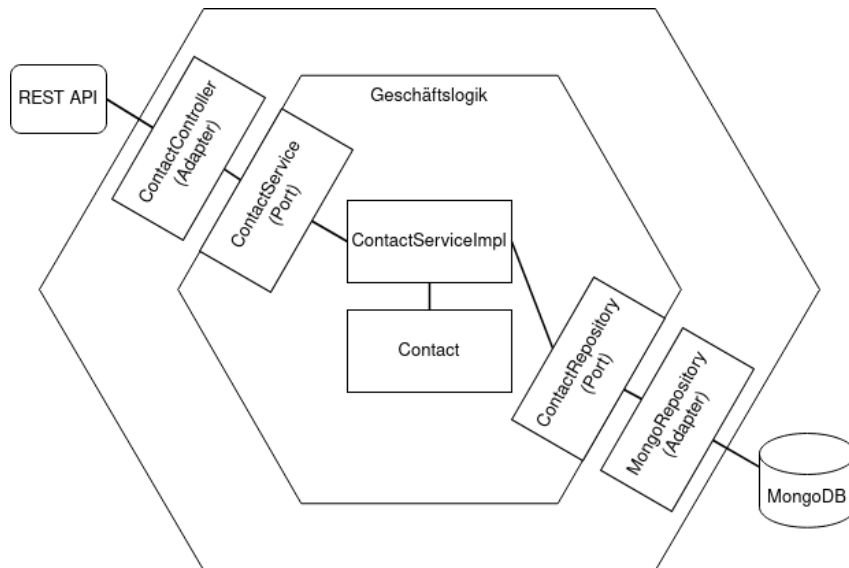 REST API
ContactController
(Adapter)
ContactService
(Port)
Geschäftslogik
ContactServiceImpl
Contact
ContactRepository
(Port)
MongoRepository
(Adapter)
MongoDB